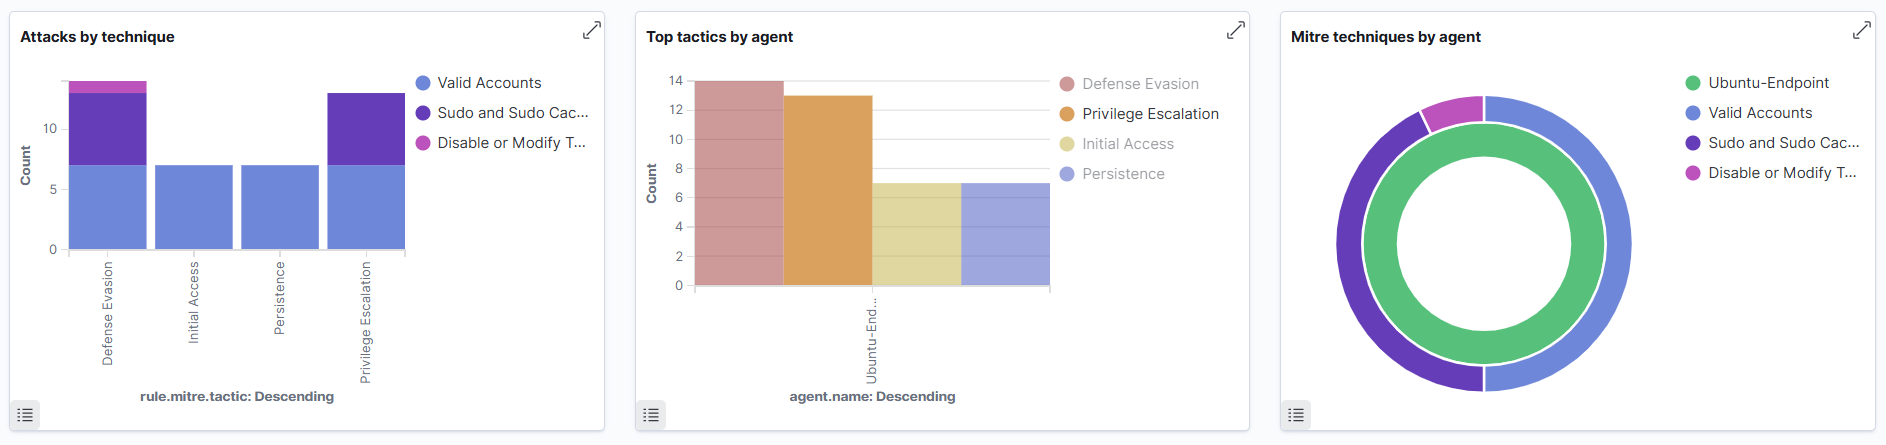 Attacks by technique
10
5
0
Count
Defense Evasion
Initial Access
Persistence
Privilege Escalation
rule.mitre.tactic: Descending
Valid Accounts
Sudo and Sudo Cac...
Disable or Modify T...
Top tactics by agent
14
12
10
8
6
4
2
0
Count
Ubuntu-End...
agent.name: Descending
Defense Evasion
Privilege Escalation
Initial Access
Persistence
Mitre techniques by agent
Ubuntu-Endpoint
Valid Accounts
Sudo and Sudo Cac...
Disable or Modify T...